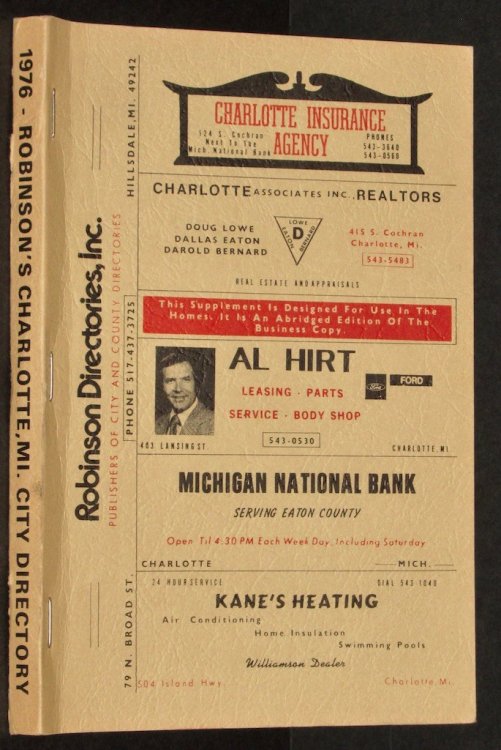 1976 - ROBINSON'S CHARLOTTE, MI. CITY DIRECTORY
Robinson Directories, Inc.
PUBLISHERS OF CITY AND COUNTY DIRECTORIES
79 N. BROAD ST.
PHONE 517-437-3725
HILLSDALE, MI. 49242
CHARLOTTE INSURANCE
AGENCY
124 S. Cochran
Next To The
Mich. National Bank
PHONES
543-3640
543-0560
CHARLOTTE ASSOCIATES INC., REALTORS
DOUG LOWE
DALLAS EATON
DAROLD BERNARD
LOWE
EATON
BERNARD
D
415 S. Cochran
Charlotte, Mi.
543-5483
REAL ESTATE AND APPRAISALS
This Supplement Is Designed For Use In The
Homes. It Is An Abridged Edition Of The
Business Copy.
AL HIRT
LEASING · PARTS
SERVICE · BODY SHOP
Ford
FORD
543-0530
403 LANSING ST
CHARLOTTE, MI.
MICHIGAN NATIONAL BANK
SERVING EATON COUNTY
Open Til 4:30 PM Each Week Day, Including Saturday
CHARLOTTE
MICH.
24 HOUR SERVICE
DIAL 543-1040
KANE'S HEATING
Air Conditioning
Home Insulation
Swimming Pools
Williamson Dealer
504 Island Hwy.
Charlotte, Mi.